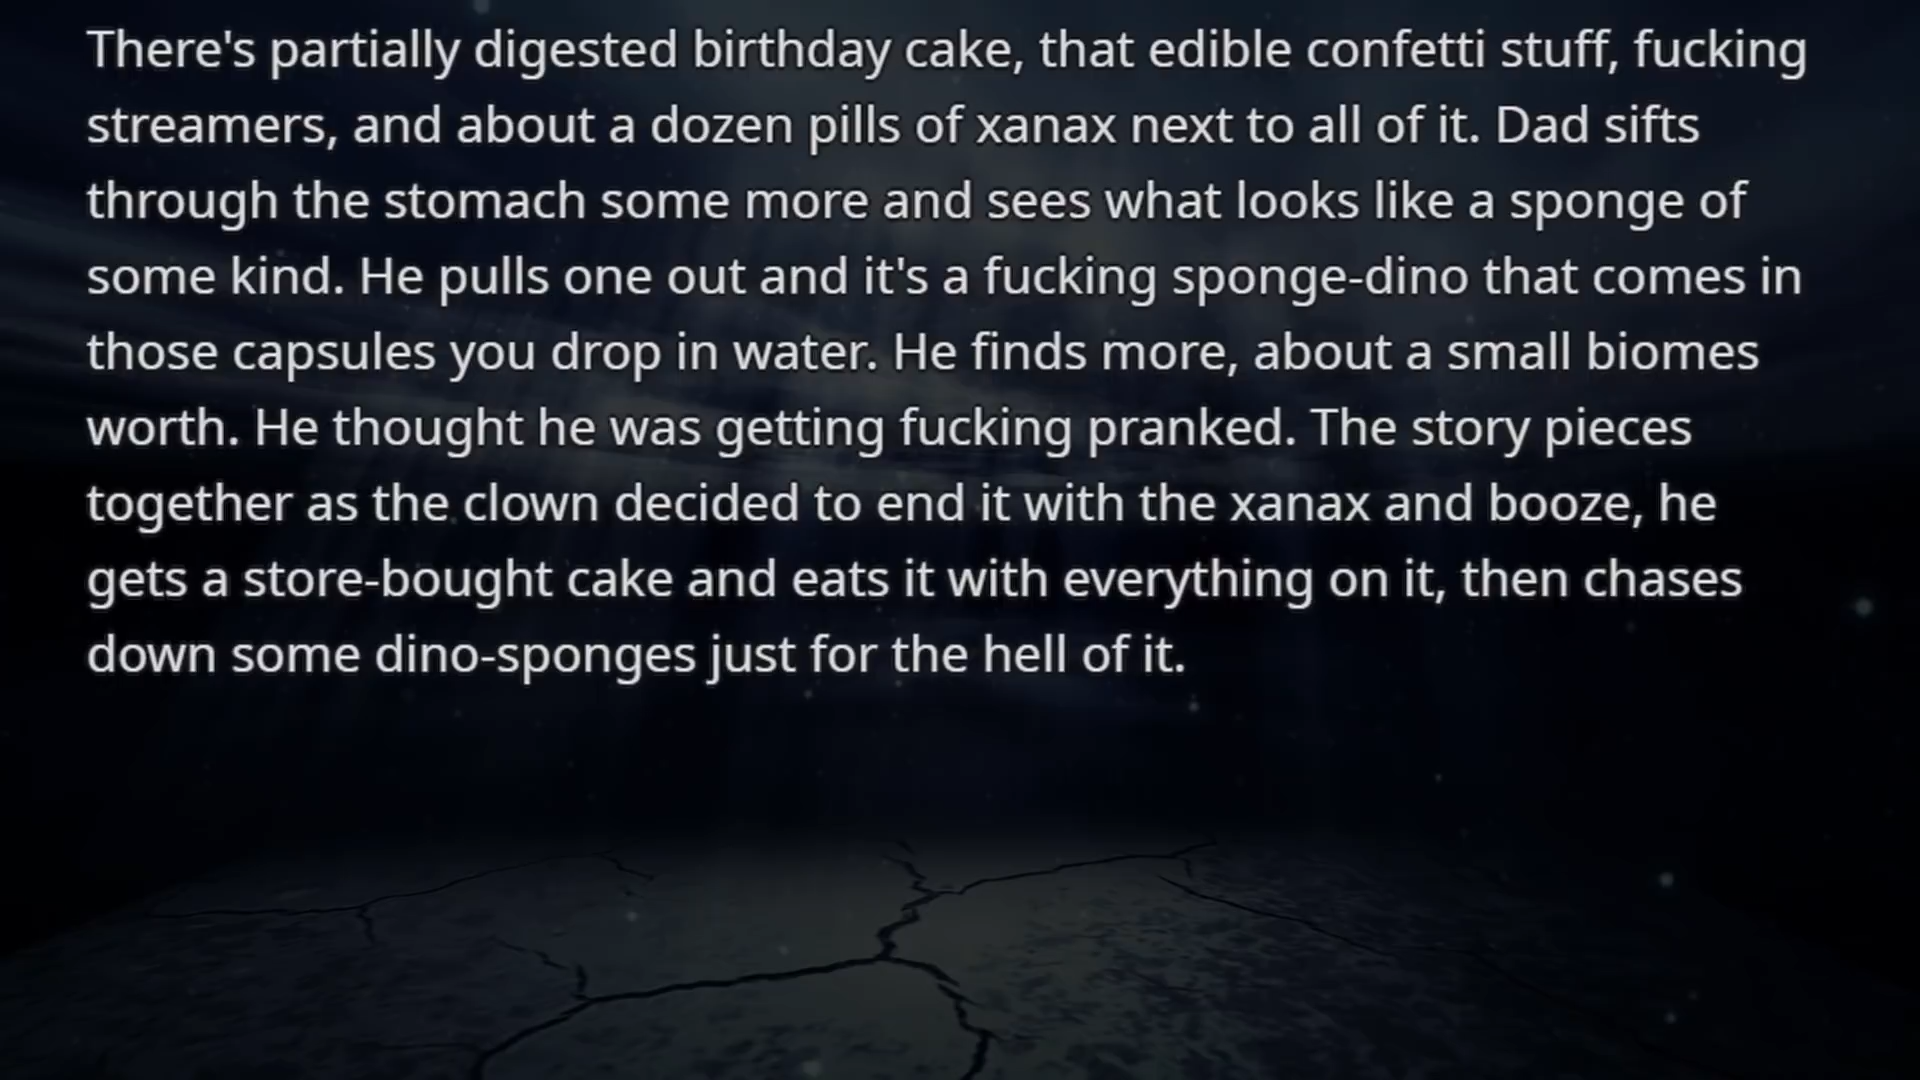 There's partially digested birthday cake, that edible confetti stuff, fucking
streamers, and about a dozen pills of xanax next to all of it. Dad sifts
through the stomach some more and sees what looks like a sponge of
some kind. He pulls one out and it's a fucking sponge-dino that comes in
those capsules you drop in water. He finds more, about a small biomes
worth. He thought he was getting fucking pranked. The story pieces
together as the clown decided to end it with the xanax and booze, he
gets a store-bought cake and eats it with everything on it, then chases
down some dino-sponges just for the hell of it.